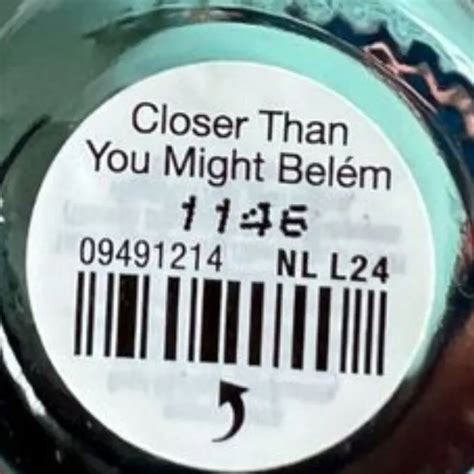 Closer Than
You Might Belém
1146
09491214 NL L24